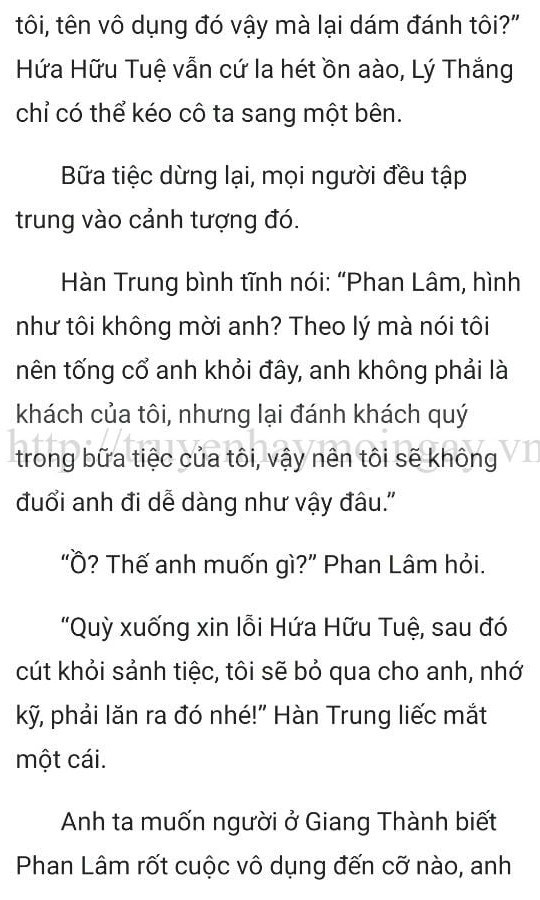 tôi, tên vô dụng đó vậy mà lại dám đánh tôi?”
Hứa Hữu Tuệ vẫn cứ la hét ồn aào, Lý Thắng
chỉ có thể kéo cô ta sang một bên.
Bữa tiệc dừng lại, mọi người đều tập
trung vào cảnh tượng đó.
Hàn Trung bình tĩnh nói: “Phan Lâm, hình
như tôi không mời anh? Theo lý mà nói tôi
nên tống cổ anh khỏi đây, anh không phải là
khách của tôi, nhưng lại đánh khách quý
http://truyenhaymoingay.vn
trong bữa tiệc của tôi, vậy nên tôi sẽ không
đuổi anh đi dễ dàng như vậy đâu.”
“Ồ? Thế anh muốn gì?” Phan Lâm hỏi.
“Quỳ xuống xin lỗi Hứa Hữu Tuệ, sau đó
cút khỏi sảnh tiệc, tôi sẽ bỏ qua cho anh, nhớ
kỹ, phải lăn ra đó nhé!” Hàn Trung liếc mắt
một cái.
Anh ta muốn người ở Giang Thành biết
Phan Lâm rốt cuộc vô dụng đến cỡ nào, anh